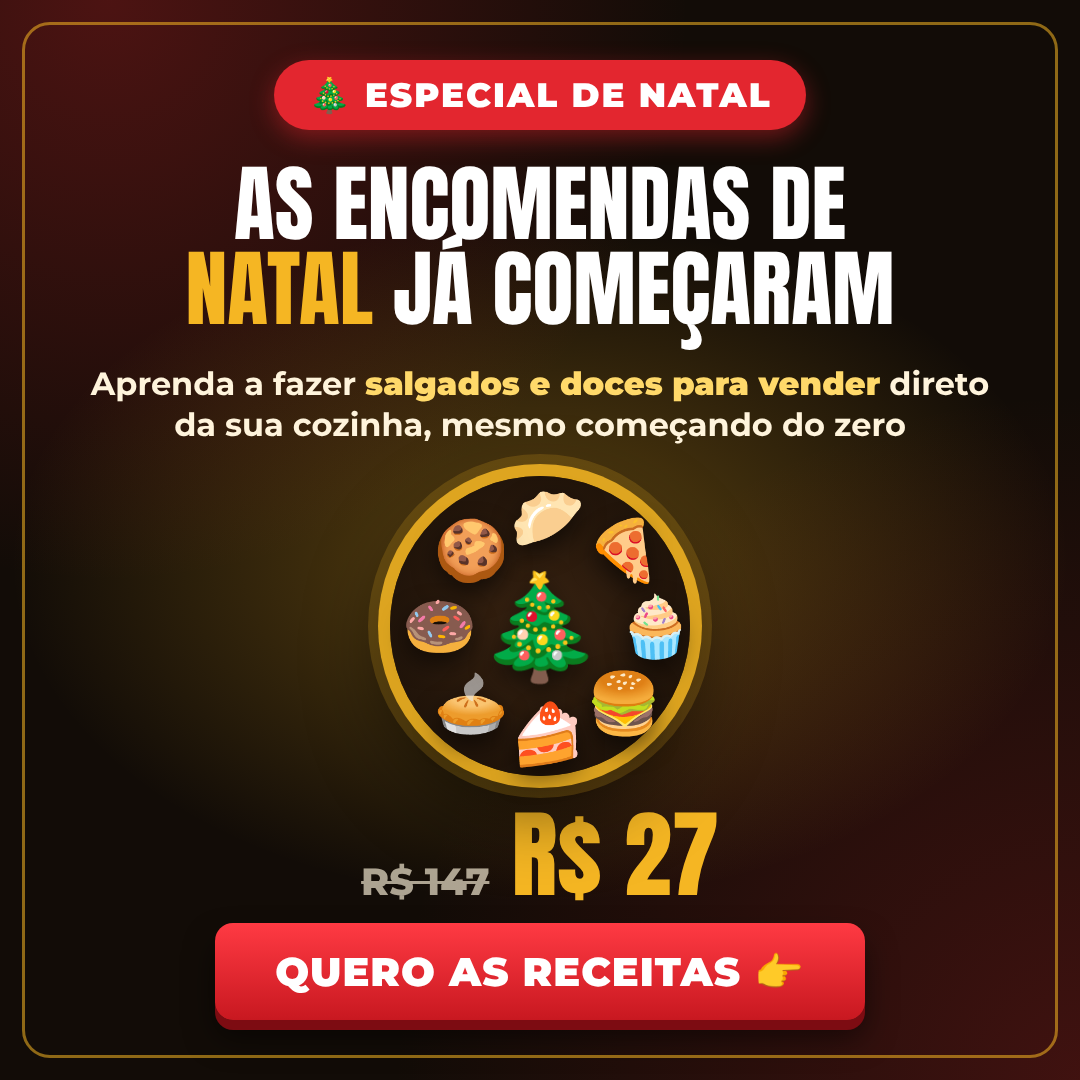 🎄 ESPECIAL DE NATAL
AS ENCOMENDAS DE
NATAL JÁ COMEÇARAM
Aprenda a fazer salgados e doces para vender direto
da sua cozinha, mesmo começando do zero
R$ 147 R$ 27
QUERO AS RECEITAS 👉